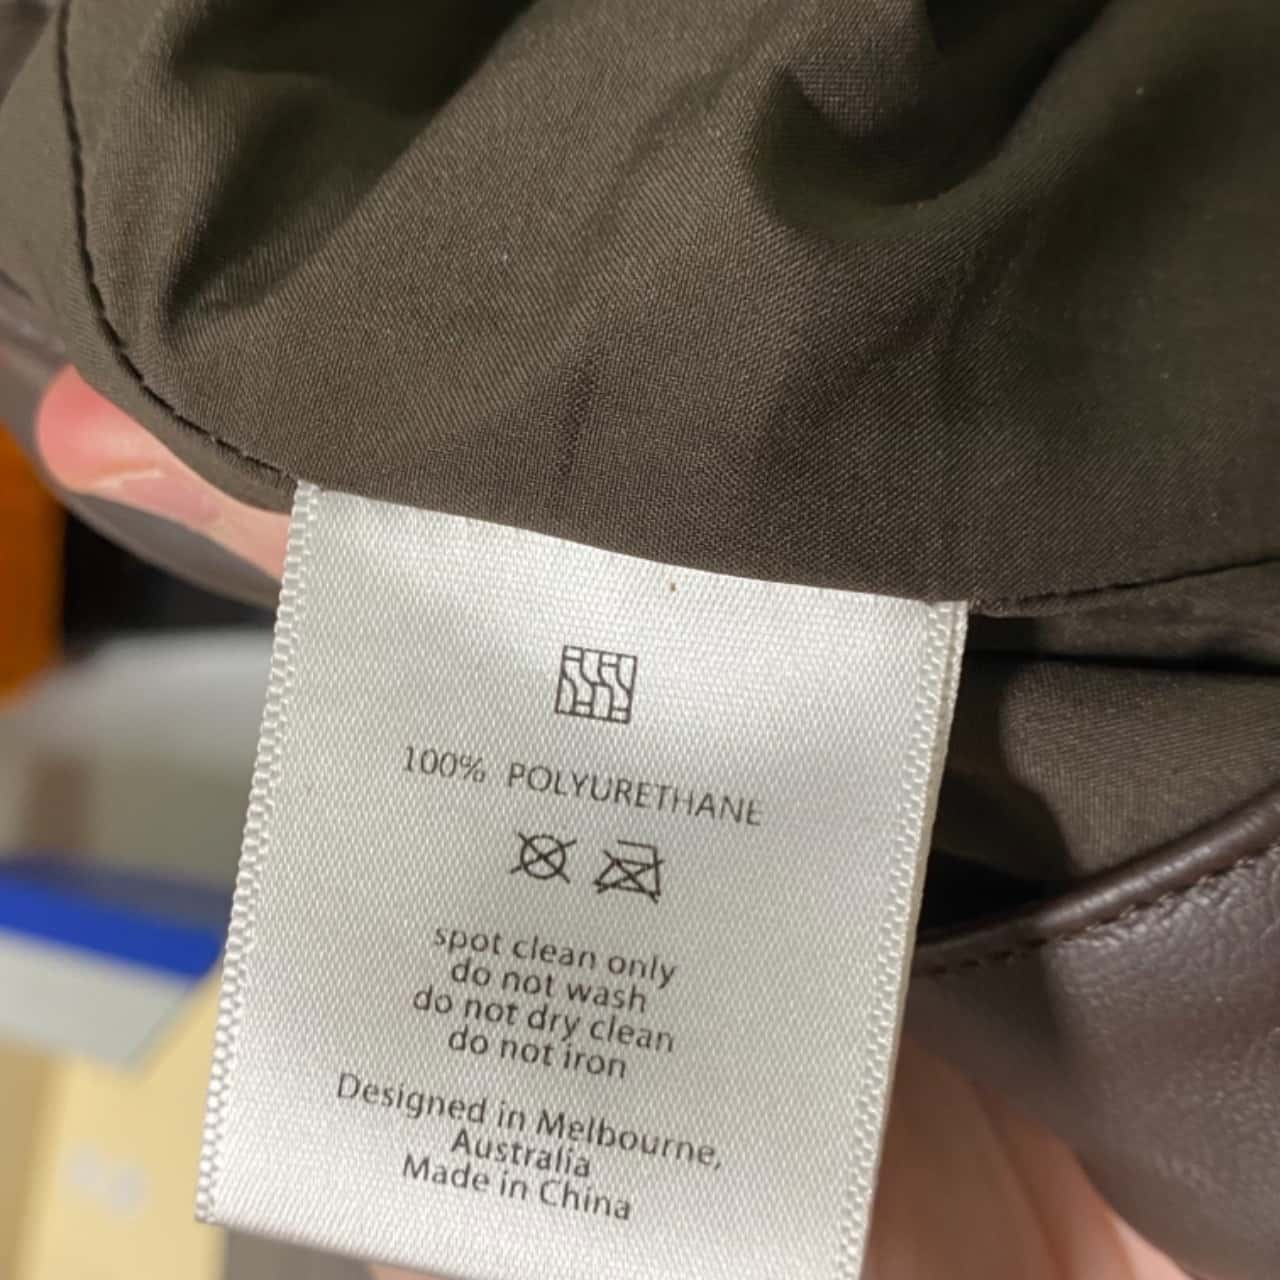 100% POLYURETHANE
spot clean only
do not wash
do not dry clean
do not iron
Designed in Melbourne,
Australia
Made in China